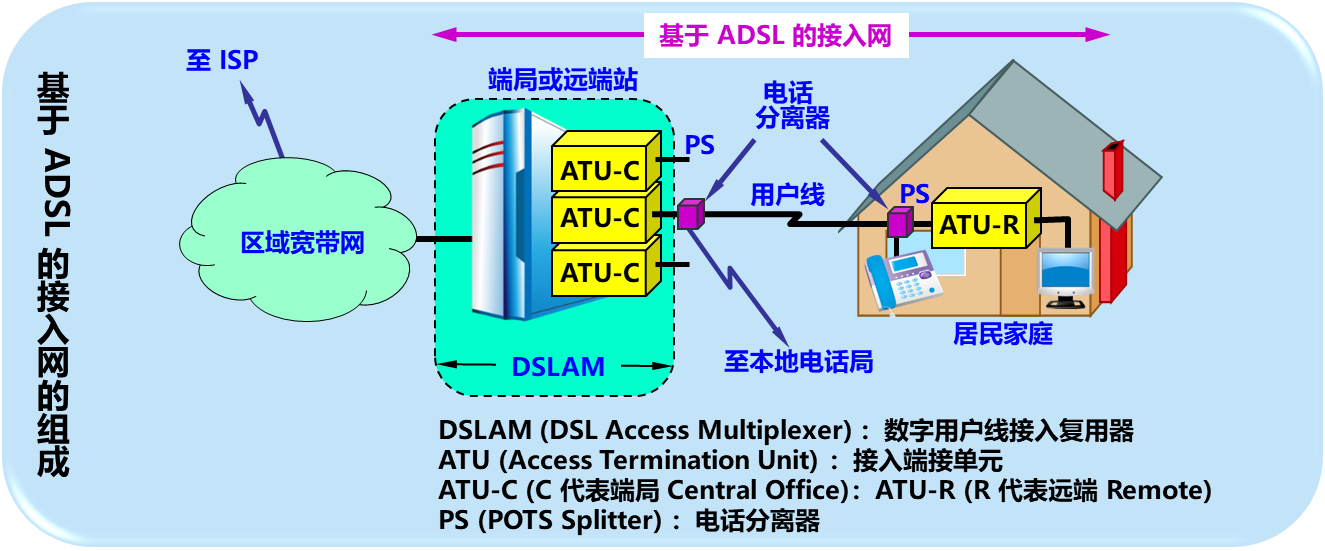 基于 ADSL 的接入网的组成
基于 ADSL 的接入网
至 ISP
端局或远端站
电话
分离器
PS
ATU-C
ATU-C
ATU-C
用户线
PS
ATU-R
区域宽带网
居民家庭
至本地电话局
DSLAM
DSLAM (DSL Access Multiplexer) ：数字用户线接入复用器
ATU (Access Termination Unit) ：接入端接单元
ATU-C (C 代表端局 Central Office)：ATU-R (R 代表远端 Remote)
PS (POTS Splitter) ：电话分离器